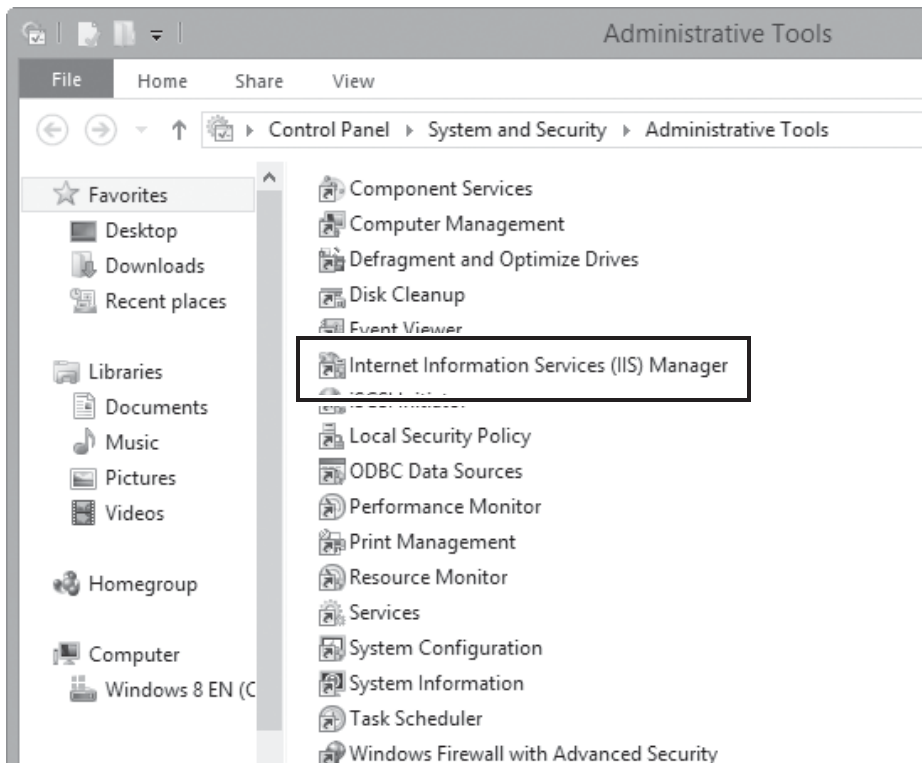 Administrative Tools
File Home Share View
Control Panel System and Security Administrative Tools
Favorites
Desktop
Downloads
Recent places
Libraries
Documents
Music
Pictures
Videos
Homegroup
Computer
Windows 8 EN (C
Component Services
Computer Management
Defragment and Optimize Drives
Disk Cleanup
Event Viewer
Internet Information Services (IIS) Manager
iSCSI Initiator
Local Security Policy
ODBC Data Sources
Performance Monitor
Print Management
Resource Monitor
Services
System Configuration
System Information
Task Scheduler
Windows Firewall with Advanced Security